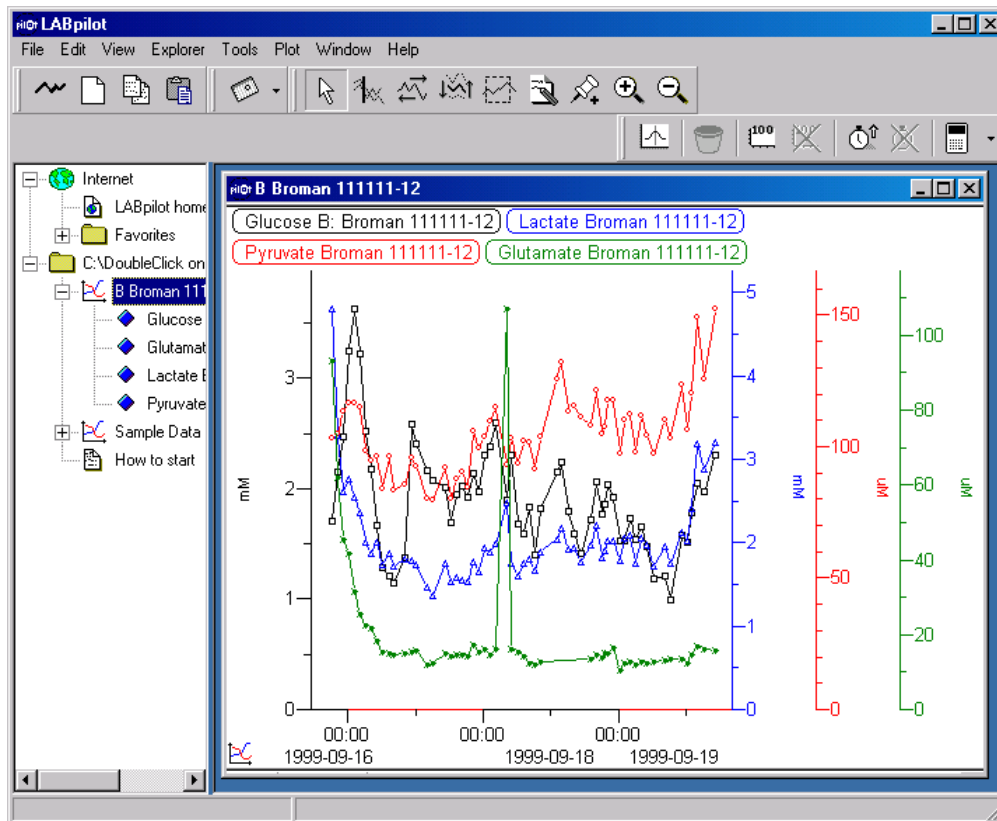 PilOt LABpilot
File Edit View Explorer Tools Plot Window Help
100
Internet
LABpilot home
Favorites
C:\DoubleClick on
B Broman 111
Glucose
Glutamat
Lactate B
Pyruvate
Sample Data
How to start
PilOt B Broman 111111-12
Glucose B: Broman 111111-12 Lactate Broman 111111-12
Pyruvate Broman 111111-12 Glutamate Broman 111111-12
3
2
1
0
mM
5
4
3
2
1
0
mM
150
100
50
0
uM
100
80
60
40
20
0
uM
00:00 00:00 00:00
1999-09-16 1999-09-18 1999-09-19